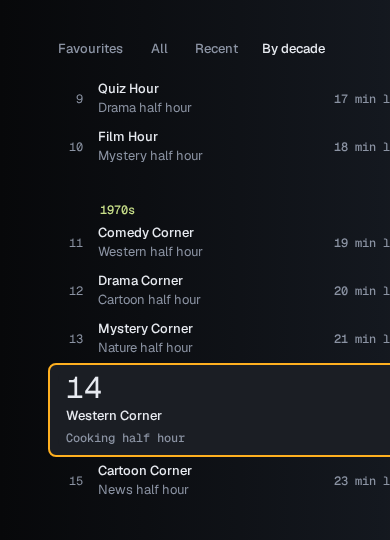 Favourites All Recent By decade
Quiz Hour
9 17 min
Drama half hour
Film Hour
10 18 min
Mystery half hour
1970s
Comedy Corner
11 19 min
Western half hour
Drama Corner
12 20 min
Cartoon half hour
Mystery Corner
13 21 min
Nature half hour
14
Western Corner
Cooking half hour
Cartoon Corner
15 23 min
News half hour